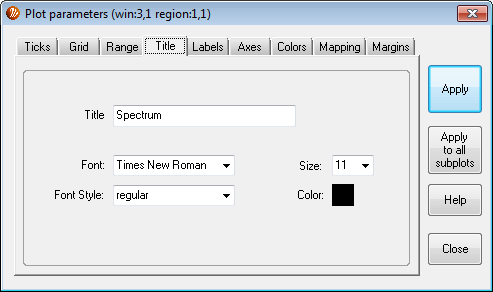 Plot parameters (win:3,1 region:1,1)
Ticks Grid Range Title Labels Axes Colors Mapping Margins
Title Spectrum
Font: Times New Roman Size: 11
Font Style: regular Color:
Apply
Apply
to all
subplots
Help
Close